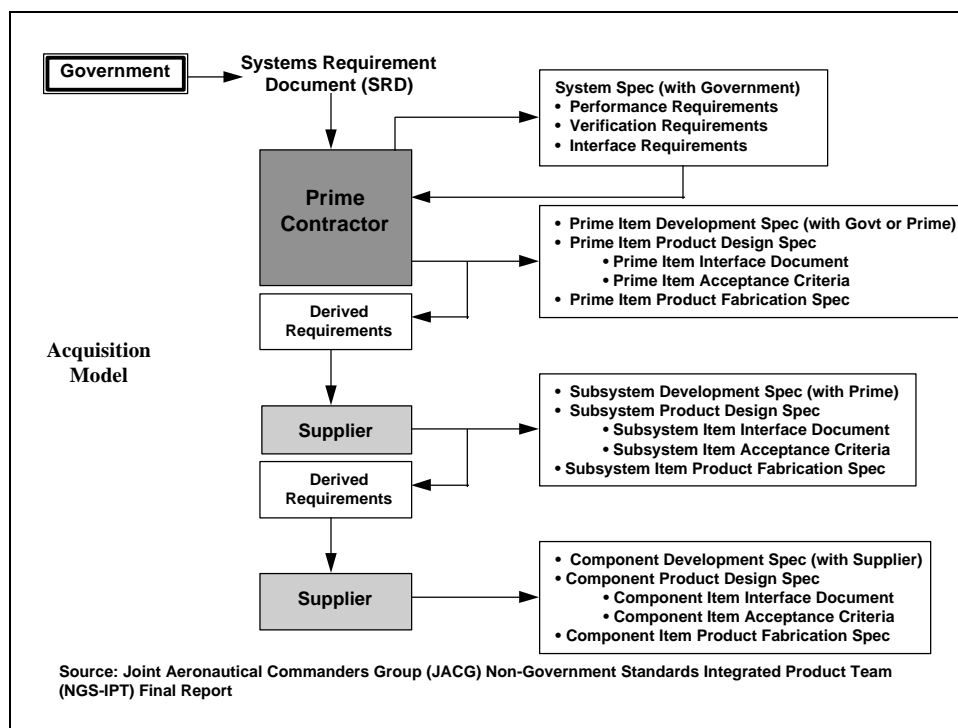 Government
Systems Requirement
Document (SRD)
System Spec (with Government)
• Performance Requirements
• Verification Requirements
• Interface Requirements
Prime
Contractor
• Prime Item Development Spec (with Govt or Prime)
• Prime Item Product Design Spec
• Prime Item Interface Document
• Prime Item Acceptance Criteria
• Prime Item Product Fabrication Spec
Derived
Requirements
Acquisition
Model
• Subsystem Development Spec (with Prime)
• Subsystem Product Design Spec
• Subsystem Item Interface Document
• Subsystem Item Acceptance Criteria
• Subsystem Item Product Fabrication Spec
Supplier
Derived
Requirements
• Component Development Spec (with Supplier)
• Component Product Design Spec
• Component Item Interface Document
• Component Item Acceptance Criteria
• Component Item Product Fabrication Spec
Supplier
Source: Joint Aeronautical Commanders Group (JACG) Non-Government Standards Integrated Product Team
(NGS-IPT) Final Report